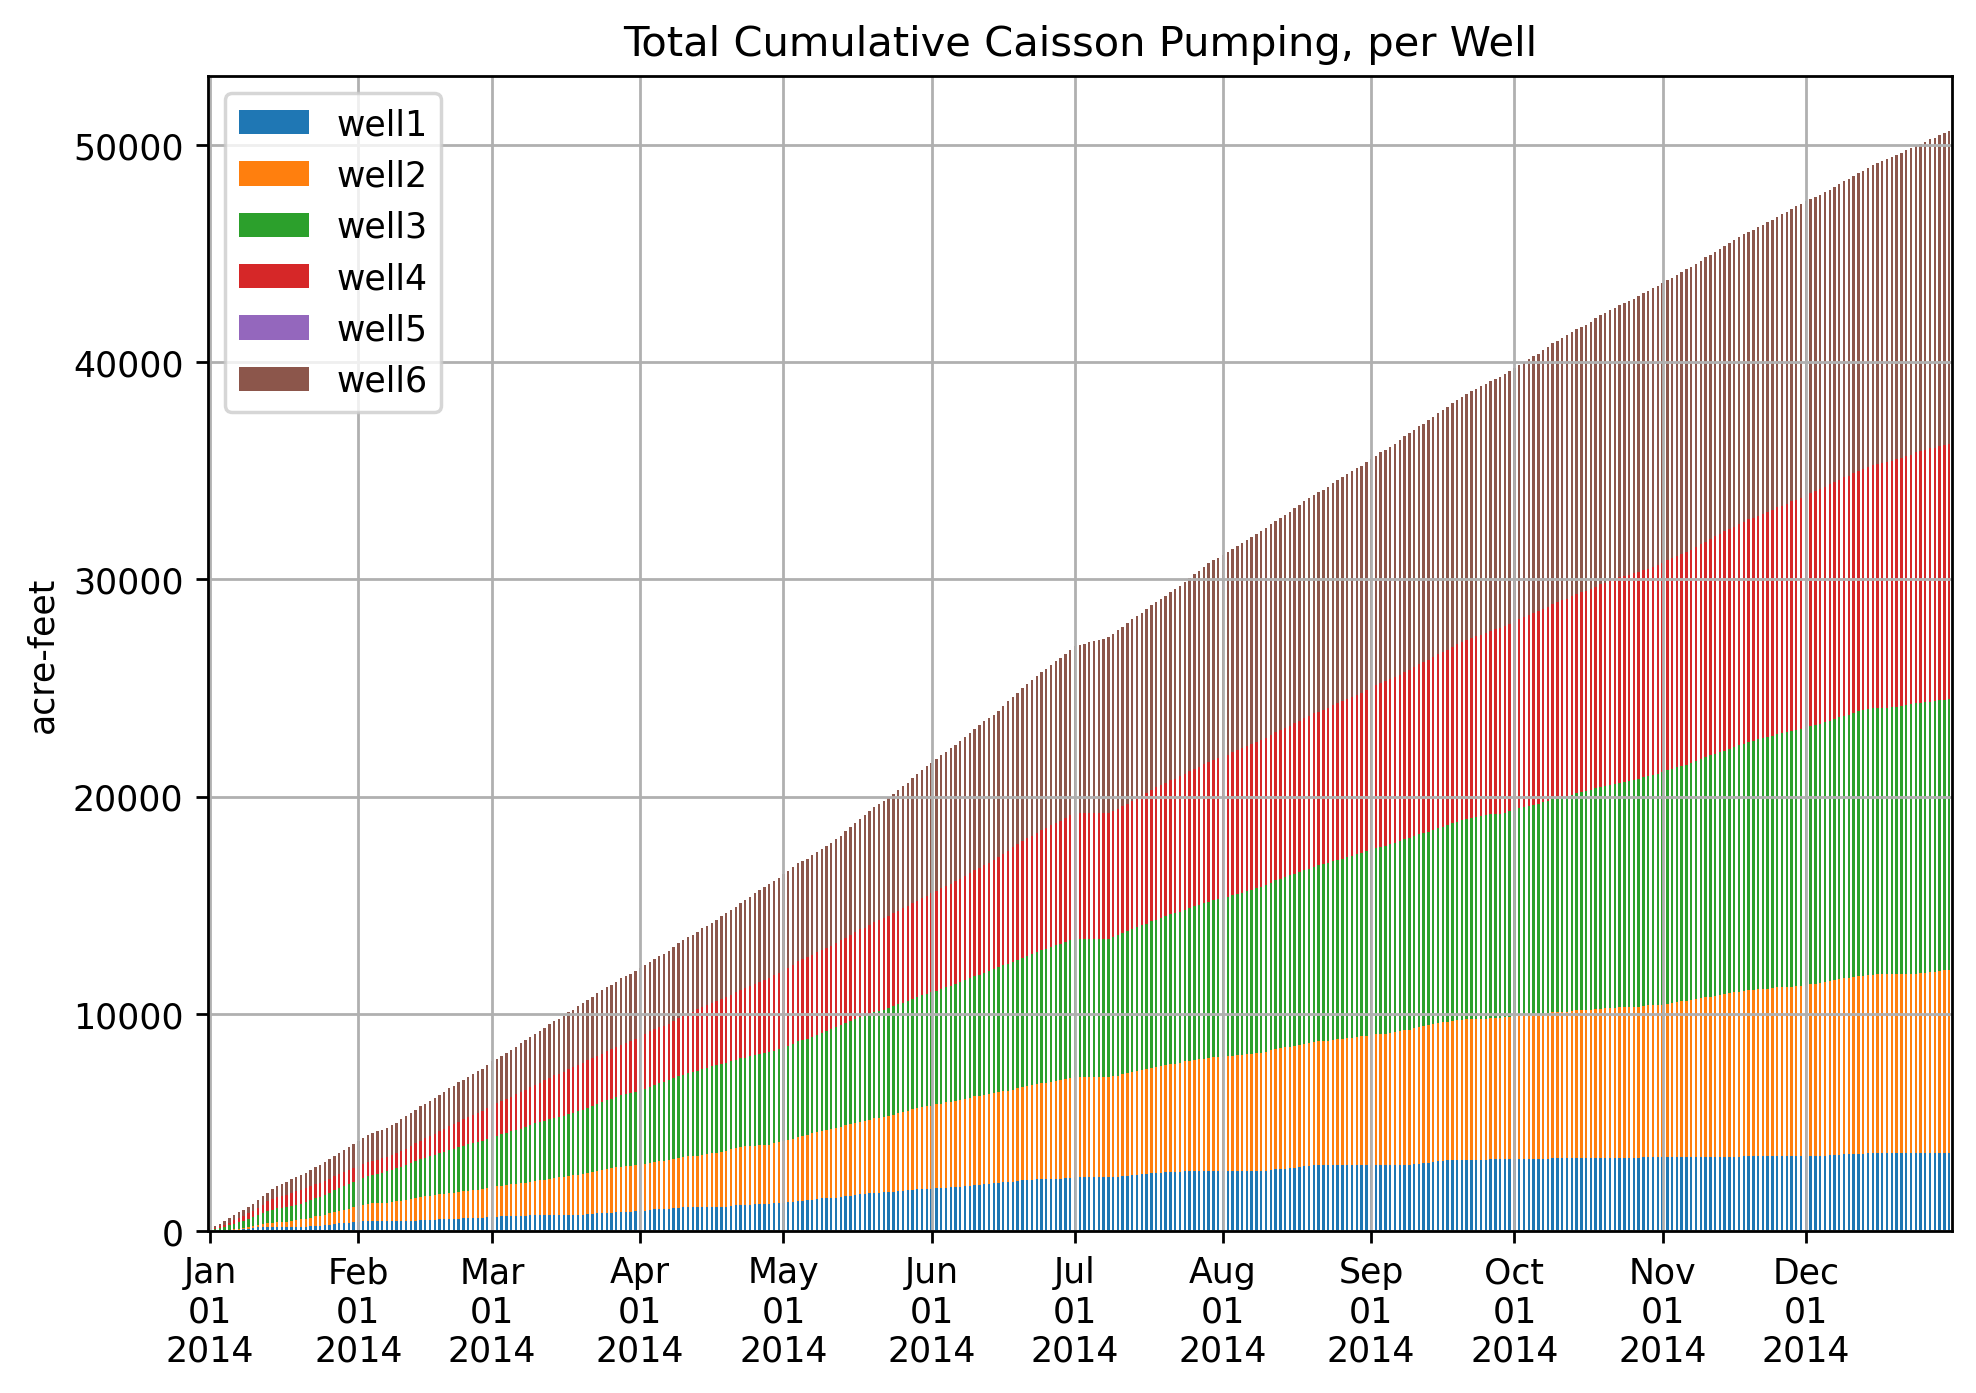 Total Cumulative Caisson Pumping, per Well
well1
well2
well3
well4
well5
well6
acre-feet
50000
40000
30000
20000
10000
0
Jan Feb Mar Apr May Jun Jul Aug Sep Oct Nov Dec
01 01 01 01 01 01 01 01 01 01 01 01
2014 2014 2014 2014 2014 2014 2014 2014 2014 2014 2014 2014